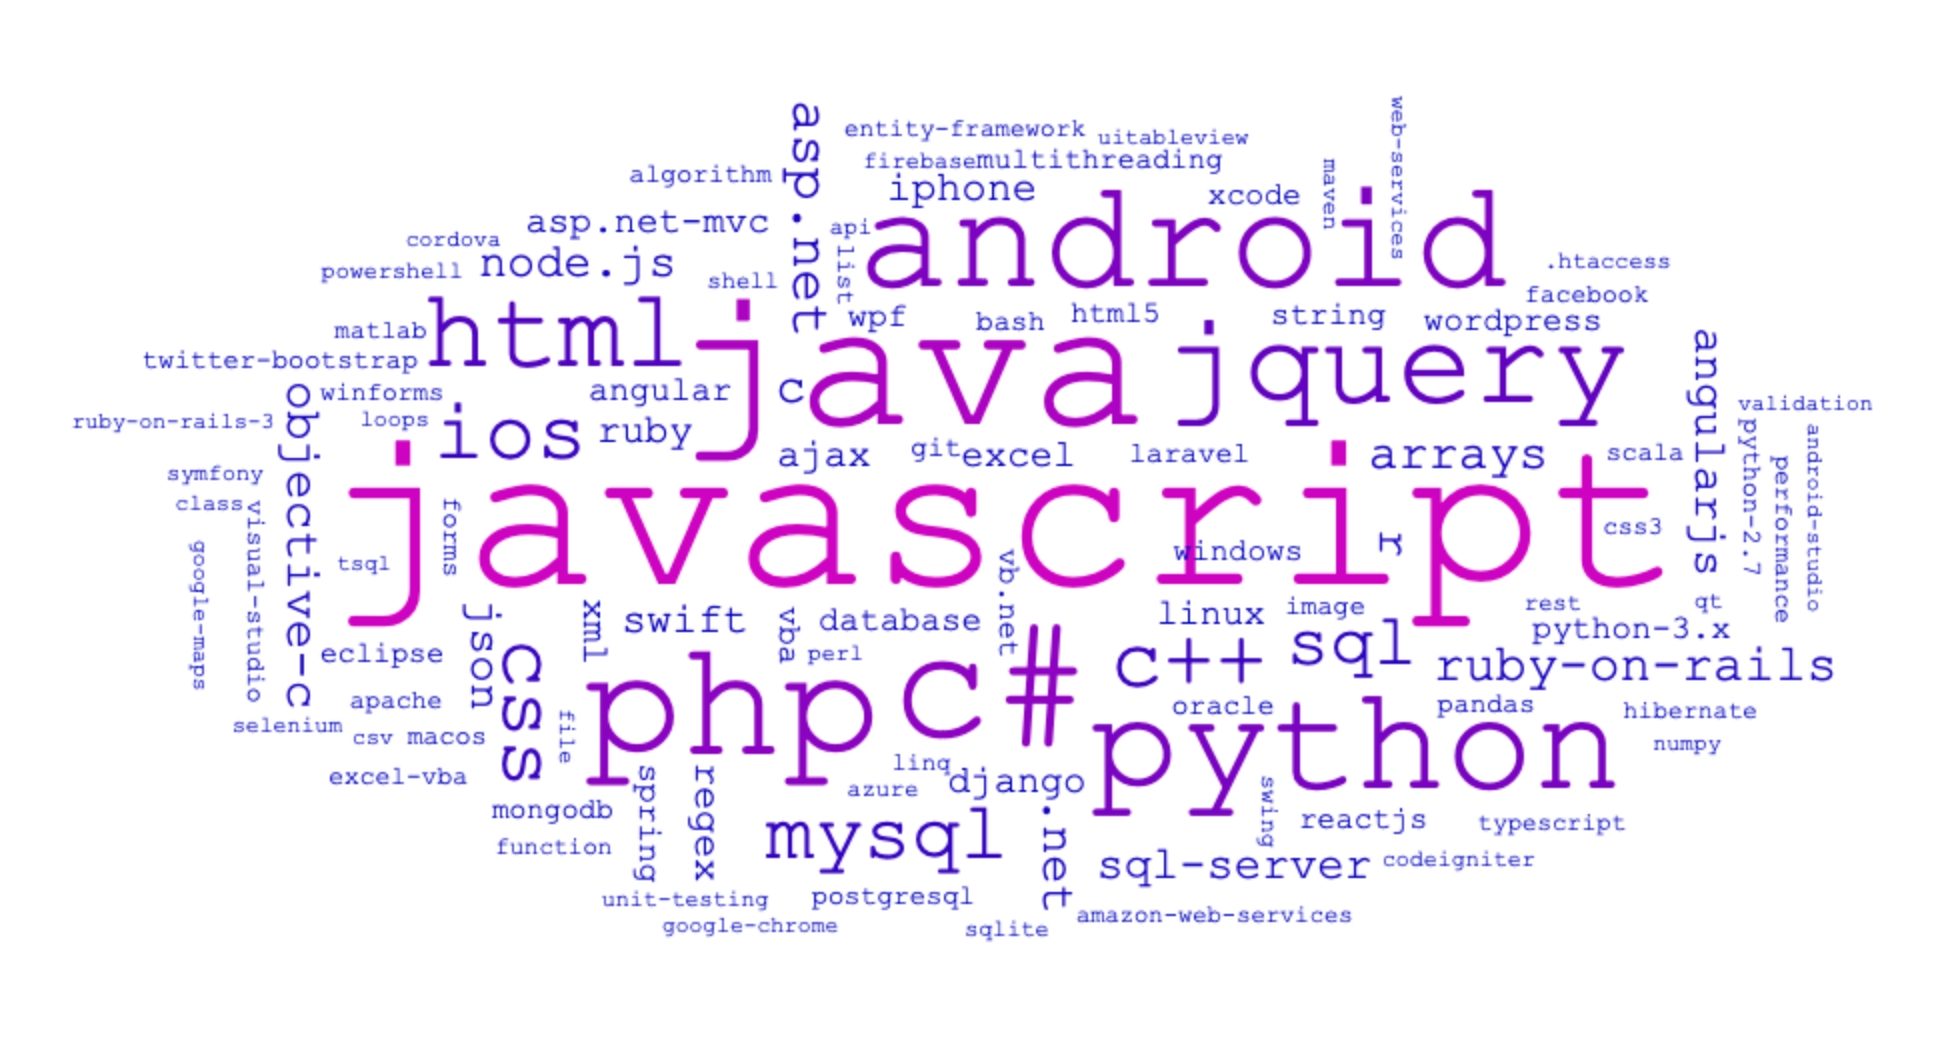 web-services
asp.net
entity-framework
uitableview
firebase
multithreading
algorithm
iphone
xcode
maven
asp.net-mvc
api
android
cordova
node.js
powershell
shell
list
.htaccess
facebook
html
java
wpf
bash
html5
string
wordpress
matlab
twitter-bootstrap
jquery
angularjs
objective-c
winforms
angular
c
validation
ruby-on-rails-3
loops
ios
ruby
ajax
git
excel
laravel
arrays
scala
python-2.7
android-studio
performance
symfony
class
visual-studio
javascript
forms
windows
r
css3
google-maps
tsql
vb.net
json
xml
swift
vba
database
linux
image
rest
qt
python-3.x
eclipse
css
perl
c#
c++
sql
ruby-on-rails
php
apache
oracle
pandas
hibernate
selenium
csv
macos
file
python
numpy
excel-vba
spring
regex
linq
azure
django
swing
mongodb
mysql
.net
reactjs
typescript
function
sql-server
codeigniter
unit-testing
postgresql
google-chrome
sqlite
amazon-web-services